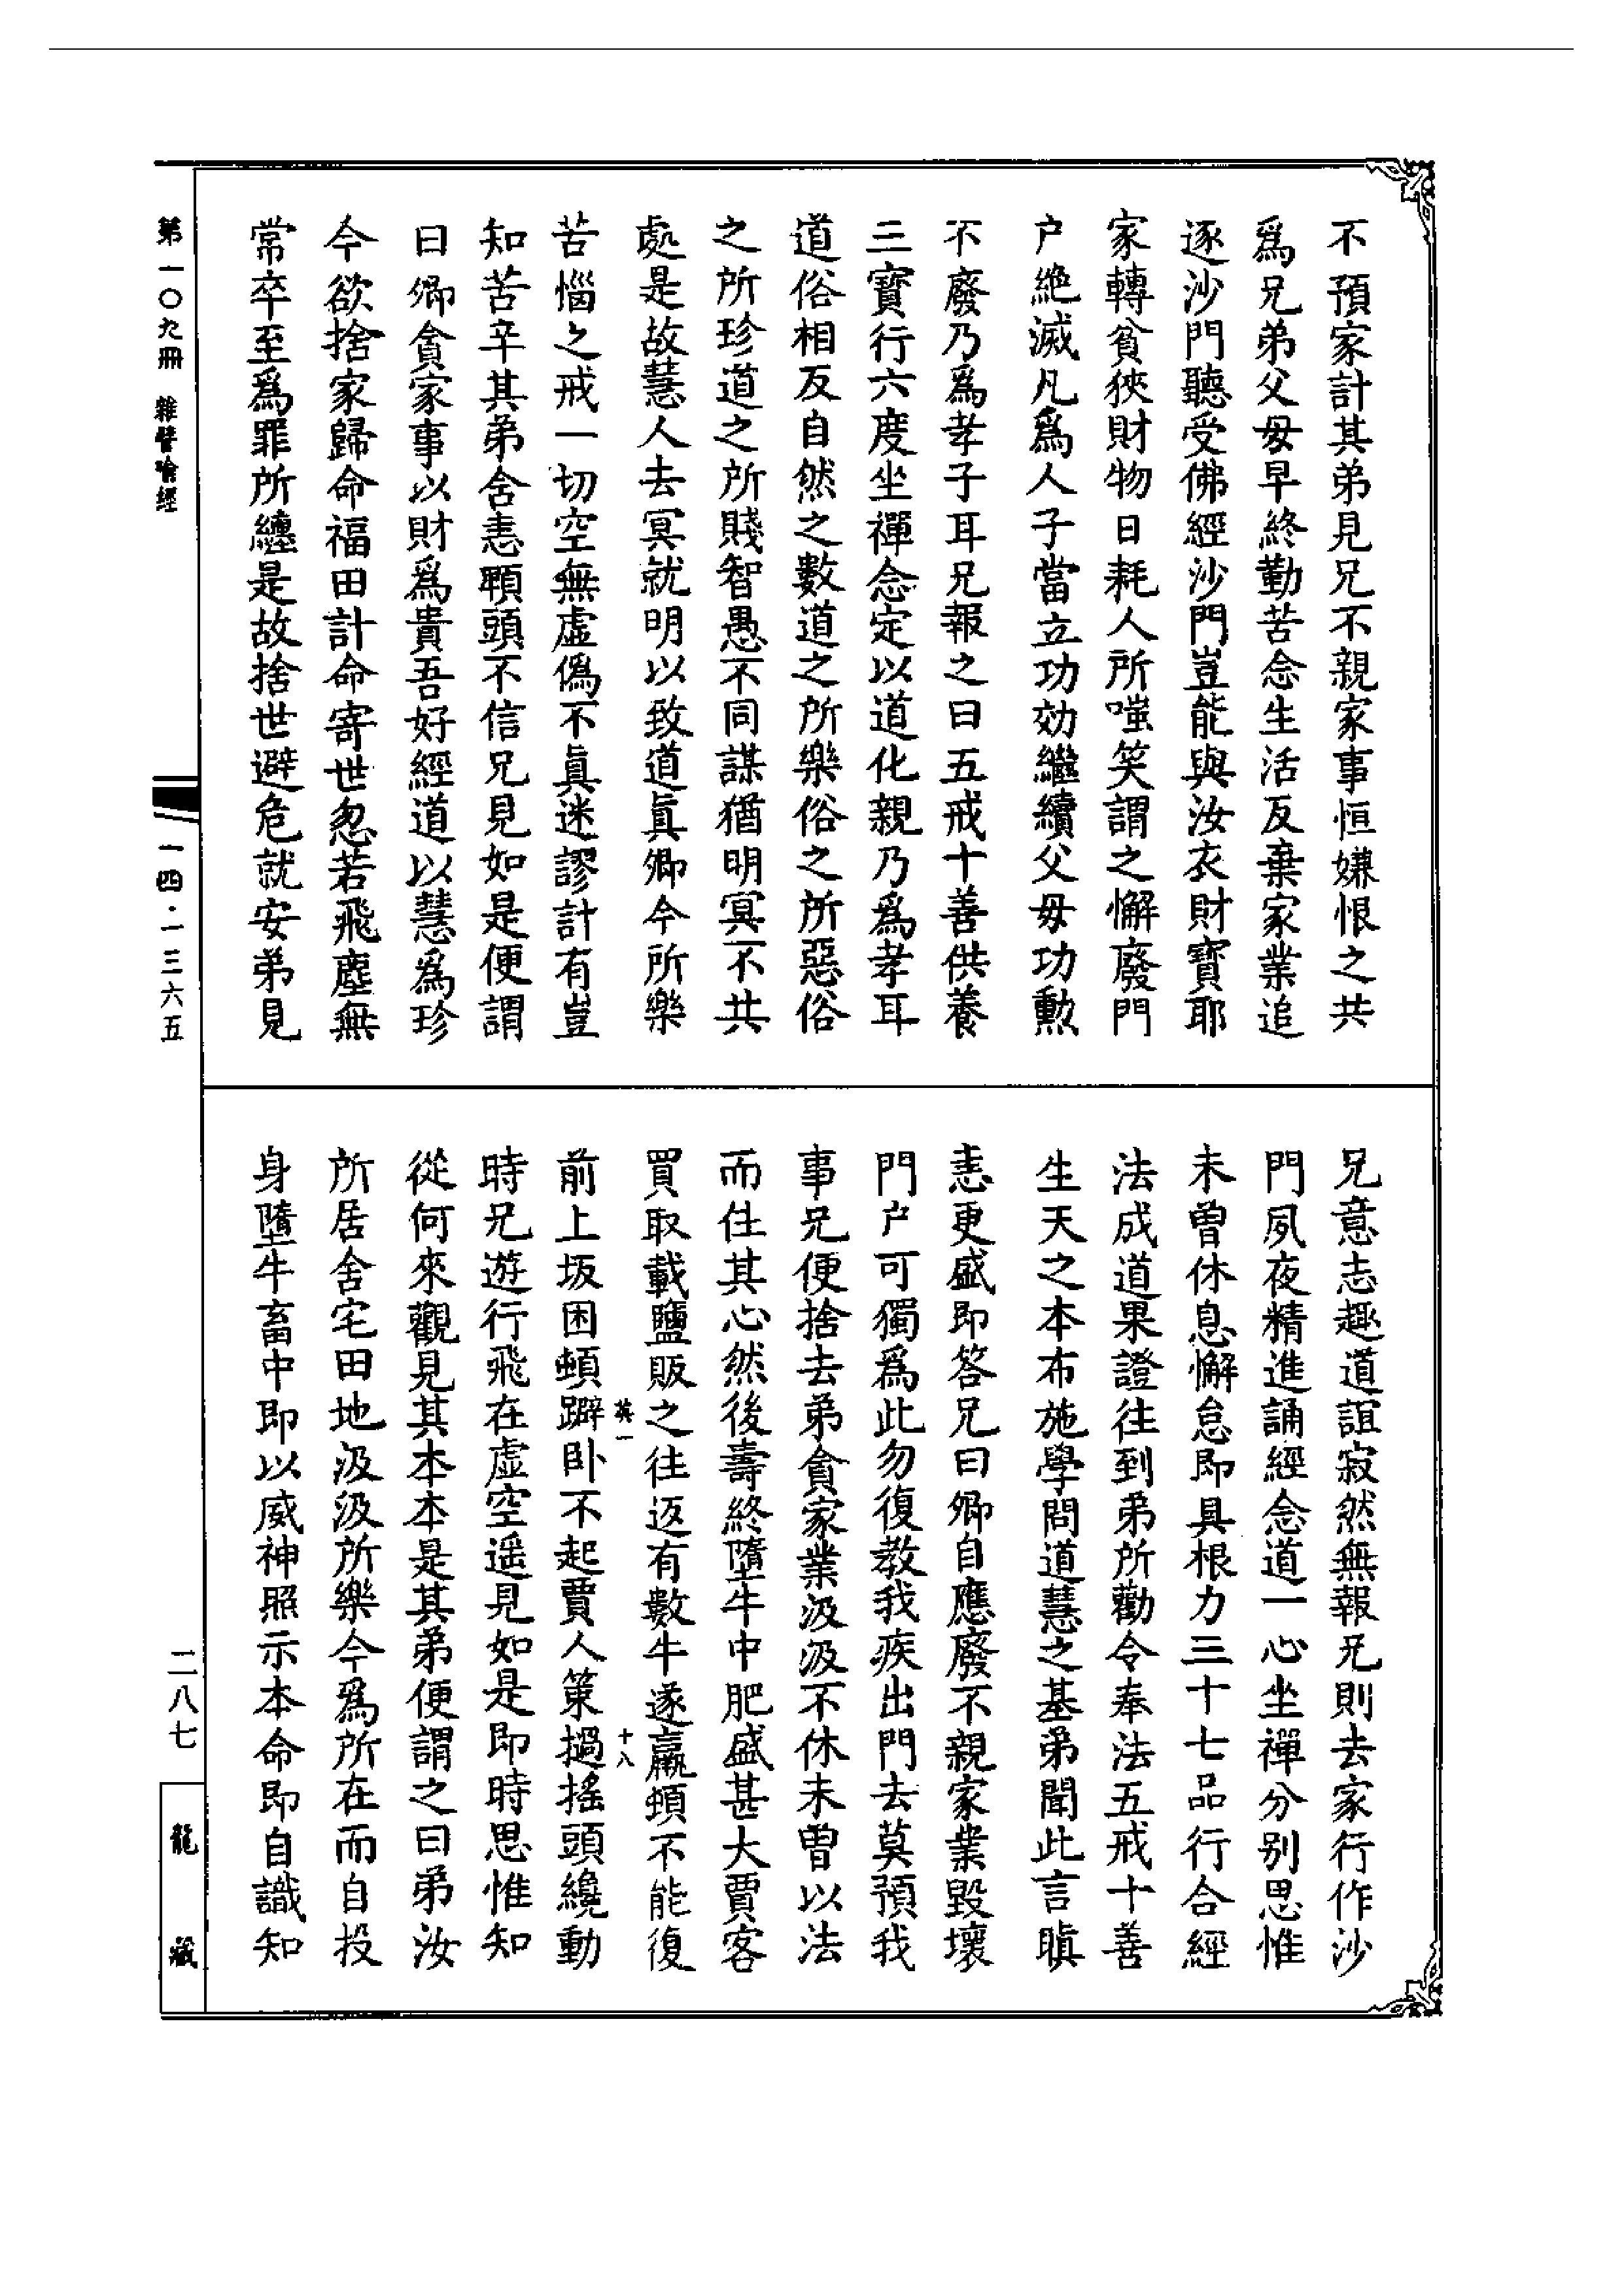 不預家計其弟見兄不親家事恒嫌恨之共
爲兄弟父母早終勤苦念生活反棄家業追
逐沙門聽受佛經沙門豈能與汝衣財寶耶
家轉貧狹財物日耗人所嗤笑謂之懈廢門
户絶滅凡爲人子當立功効繼續父母功勲
不廢乃爲孝子耳兄報之曰五戒十善供養
三寶行六度坐禪念定以道化親乃爲孝耳
道俗相反自然之數道之所樂俗之所惡俗
之所珍道之所賤智愚不同謀猶明冥不共
處是故慧人去冥就明以致道眞卿今所樂
苦惱之戒一切空無虚僞不眞迷謬計有豈
知苦辛其弟含恚顊頭不信兄見如是便謂
曰卿貪家事以財爲貴吾好經道以慧爲珍
今欲捨家歸命福田計命寄世忽若飛塵無
常卒至爲罪所纏是故捨世避危就安弟見
兄意志趣道誼寂然無報兄則去家行作沙
門夙夜精進誦經念道一心坐禪分别思惟
未曽休息懈怠即具根力三十七品行合經
法成道果證往到弟所勸令奉法五戒十善
生天之本布施學問道慧之基弟聞此言瞋
恚更盛即答兄曰卿自應廢不親家業毀壞
門户可獨爲此勿復教我疾出門去莫預我
事兄便捨去弟貪家業汲汲不休未曽以法
而住其心然後壽終墮牛中肥盛甚大賈客
買取載鹽販之往返有數牛遂羸頓不能復
英一 十八
前上坂困頓躃卧不起賈人策撾摇頭纔動
時兄遊行飛在虚空遥見如是即時思惟知
從何來觀見其本本是其弟便謂之曰弟汝
所居舍宅田地汲汲所樂今爲所在而自投
身墮牛畜中即以威神照示本命即自識知
第一〇九冊 雜譬喻經
一四·一三六五
二八七
龍藏